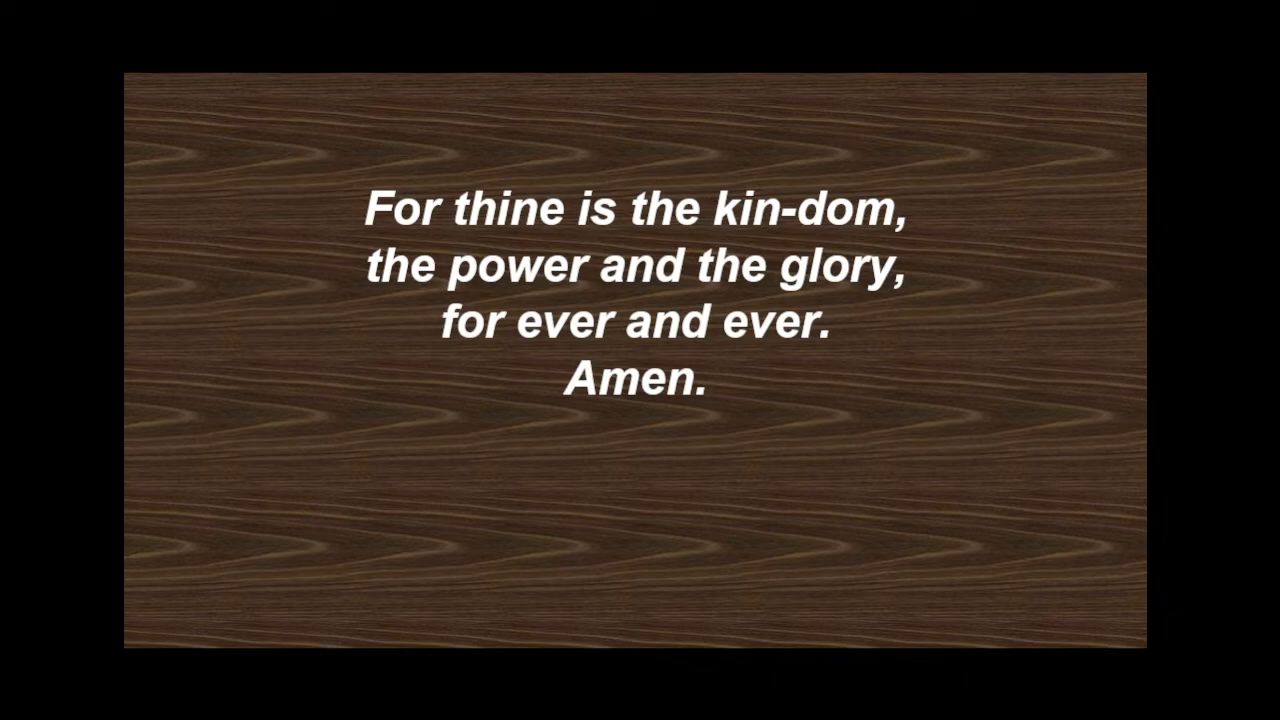 For thine is the kin-dom,
the power and the glory,
for ever and ever.
Amen.